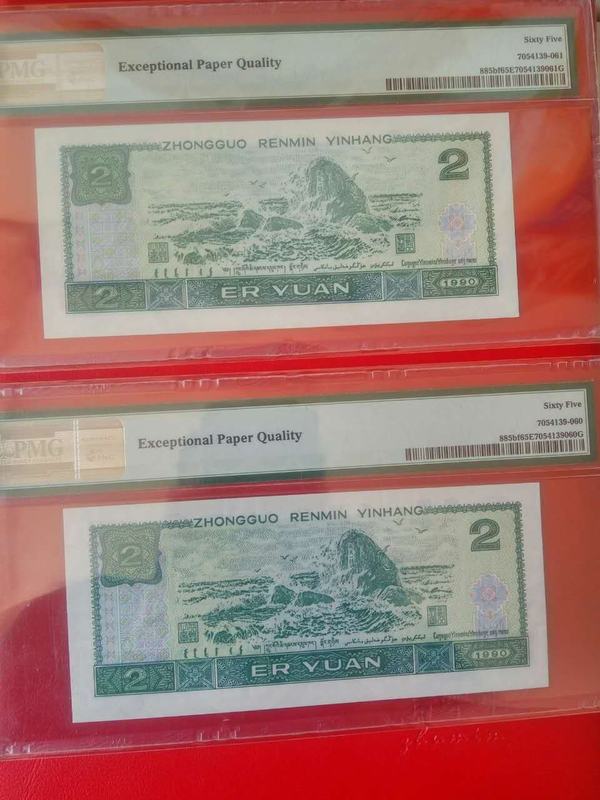 PMG
Exceptional Paper Quality
Sixty Five
7054139-061
885bf65E7054139061G
2
ZHONGGUO RENMIN YINHANG
2
2
ER YUAN
1990
PMG
Exceptional Paper Quality
Sixty Five
7054139-060
885bf65E7054139060G
2
ZHONGGUO RENMIN YINHANG
2
2
ER YUAN
1990